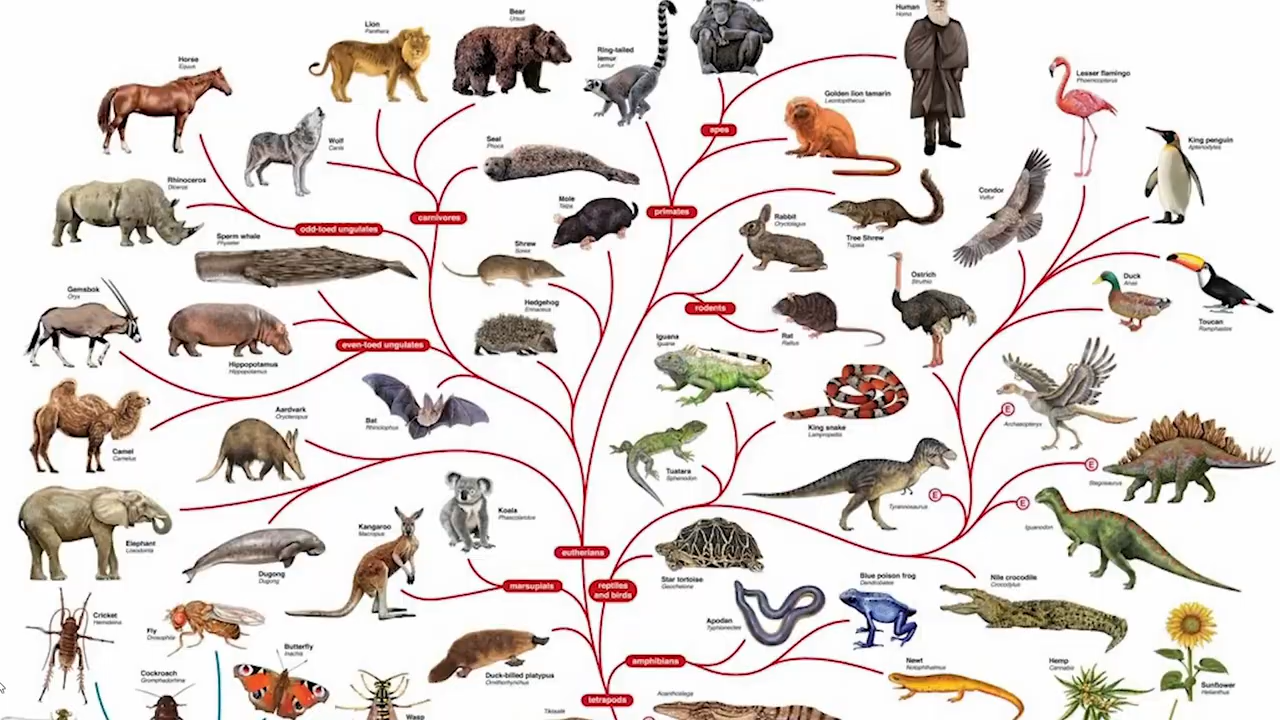 Bear
Ursus
Human
Homo
Lion
Panthera
Ring-tailed
lemur
Lemur
Horse
Equus
Lesser flamingo
Phoenicopterus
Golden lion tamarin
Leontopithecus
apes
Wolf
Canis
Seal
Phoca
King penguin
Aptenodytes
Rhinoceros
Diceros
Mole
Talpa
Condor
Vultur
carnivores
primates
Rabbit
Oryctolagus
odd-toed ungulates
Sperm whale
Physeter
Tree Shrew
Tupaia
Shrew
Sorex
Ostrich
Struthio
Duck
Anas
Gemsbok
Oryx
Hedgehog
Erinaceus
rodents
Toucan
Ramphastos
Rat
Rattus
Iguana
Iguana
even-toed ungulates
Hippopotamus
Hippopotamus
Aardvark
Orycteropus
Bat
Rhinolophus
E
Archaeopteryx
King snake
Lampropeltis
Camel
Camelus
Tuatara
Sphenodon
E
Stegosaurus
E
Tyrannosaurus
E
Iguanodon
Koala
Phascolarctos
Kangaroo
Macropus
Elephant
Loxodonta
eutherians
Dugong
Dugong
Star tortoise
Geochelone
Blue poison frog
Dendrobates
Nile crocodile
Crocodylus
marsupials
reptiles
and birds
Cricket
Hemideina
Fly
Drosophila
Apodan
Typhlonectes
Butterfly
Inachis
amphibians
Newt
Notophthalmus
Hemp
Cannabis
Cockroach
Gromphadorhina
Duck-billed platypus
Ornithorhynchus
Sunflower
Helianthus
tetrapods
Acanthostega
Tiktaalik
Wasp